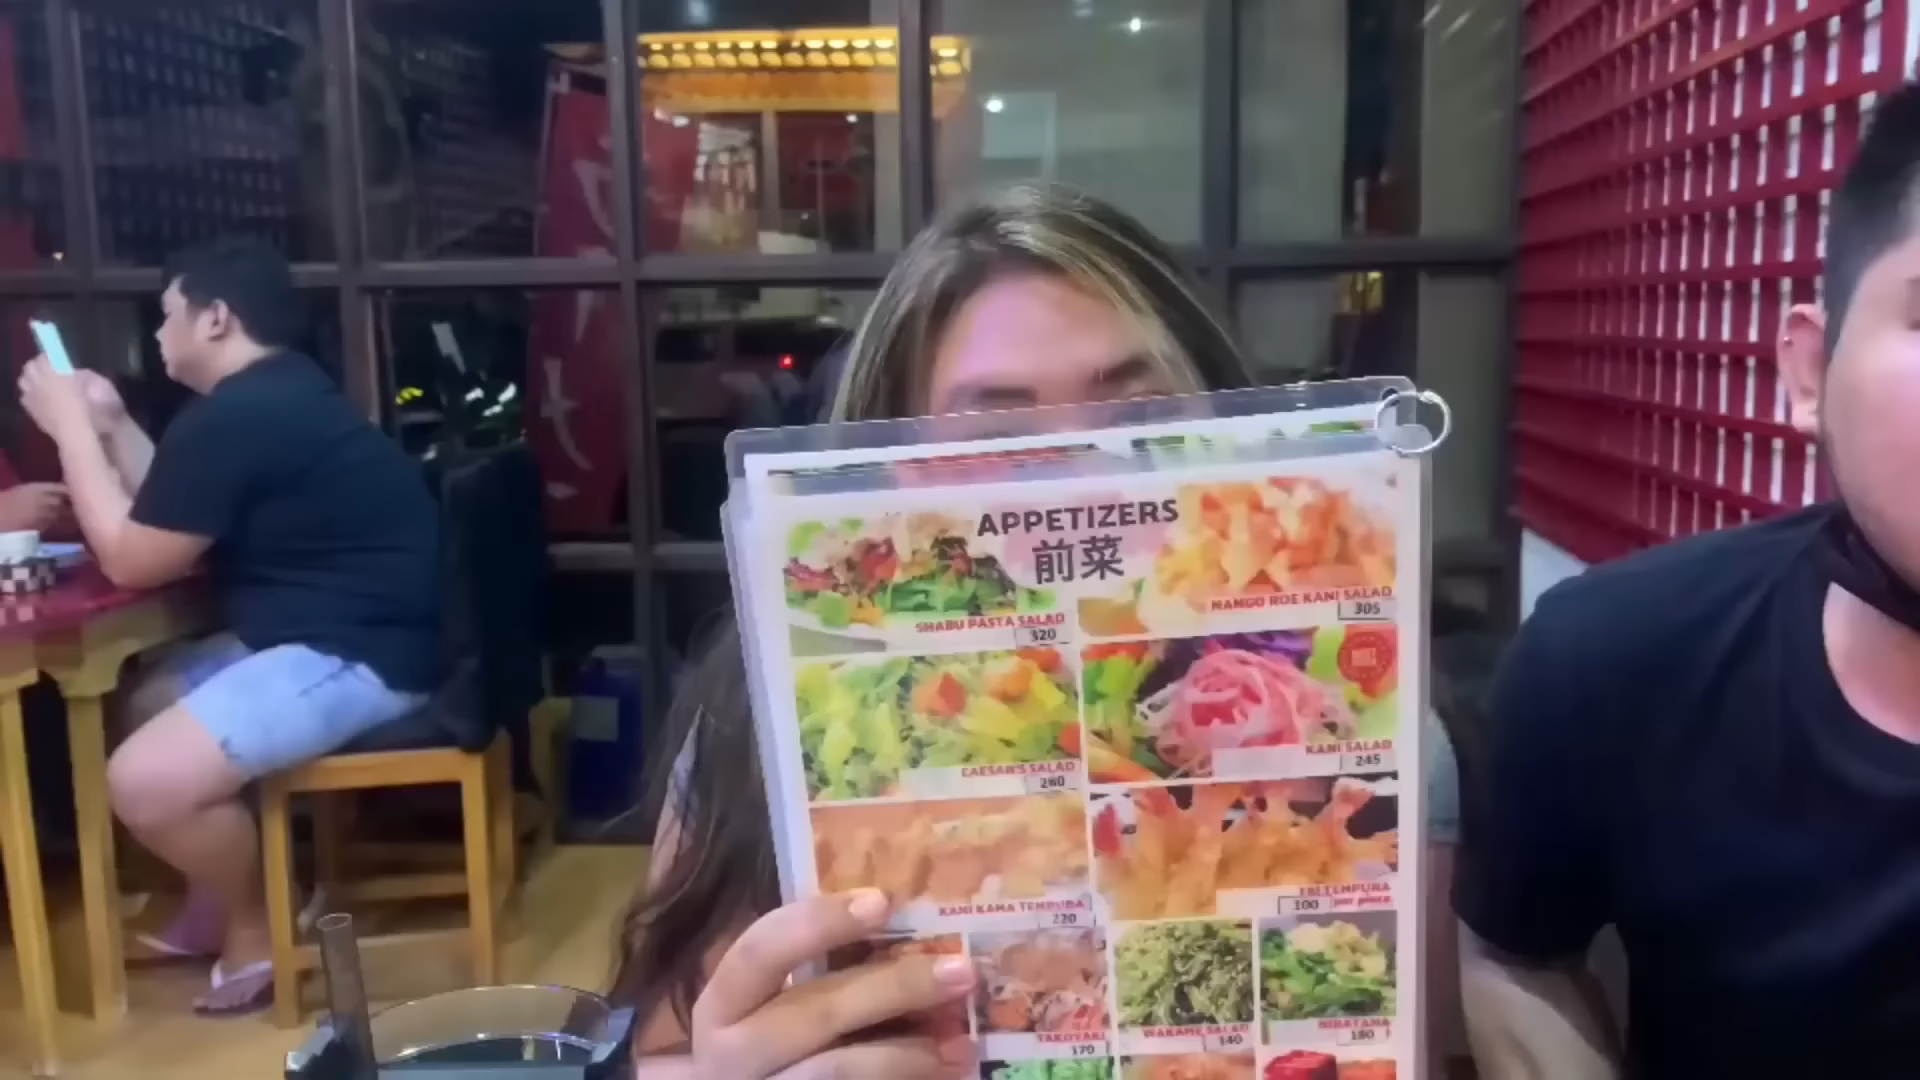 APPETIZERS
前菜
SHABU PASTA SALAD
320
MANGO ROE KANI SALAD
305
CAESAR'S SALAD
280
KANI SALAD
245
KANI KAMA TEMPURA
220
EBI TEMPURA
100 per piece
TAKOYAKI
170
WAKAME SALAD
140
180